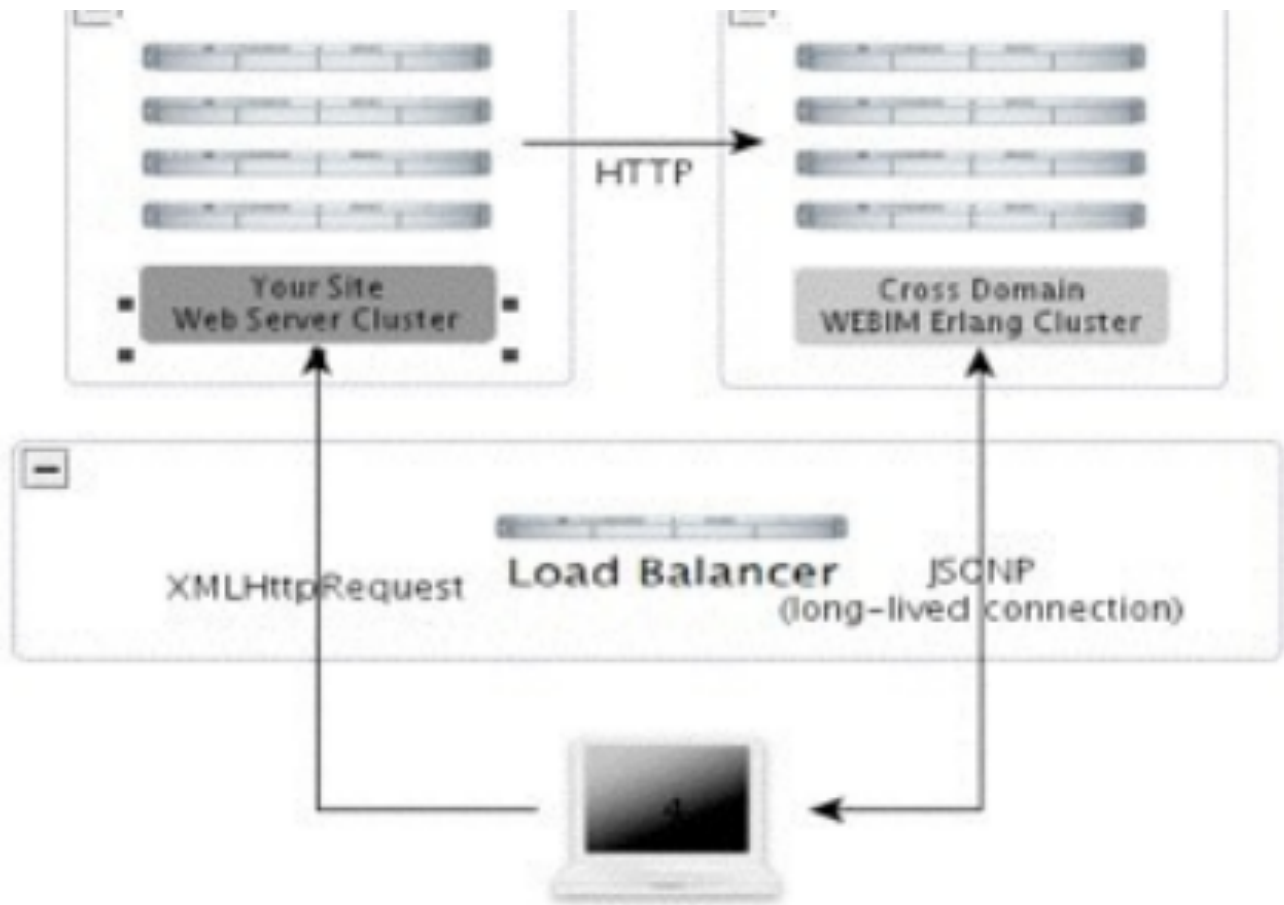 HTTP
Your Site
Web Server Cluster
Cross Domain
WEBIM Erlang Cluster
Load Balancer
XMLHttpRequest
JSONP
(long-lived connection)